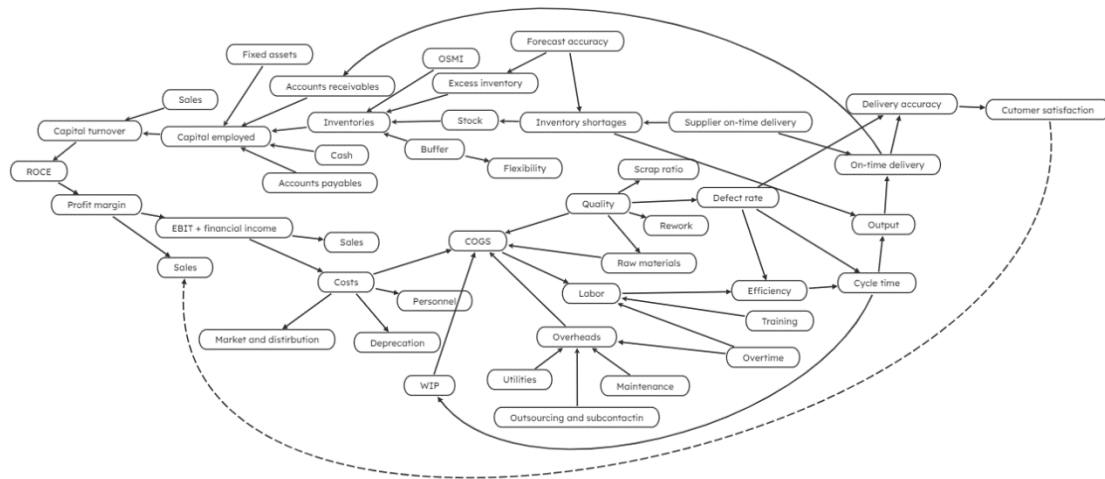 Forecast accuracy
Fixed assets
OSMI
Accounts receivables
Excess inventory
Sales
Delivery accuracy
Cutomer satisfaction
Capital turnover
Capital employed
Inventories
Stock
Inventory shortages
Supplier on-time delivery
Cash
Buffer
Flexibility
On-time delivery
ROCE
Accounts payables
Scrap ratio
Profit margin
Quality
Defect rate
EBIT + financial income
Sales
Rework
Output
COGS
Sales
Raw materials
Costs
Personnel
Labor
Efficiency
Cycle time
Training
Market and distirbution
Deprecation
Overheads
Overtime
WIP
Utilities
Maintenance
Outsourcing and subcontactin